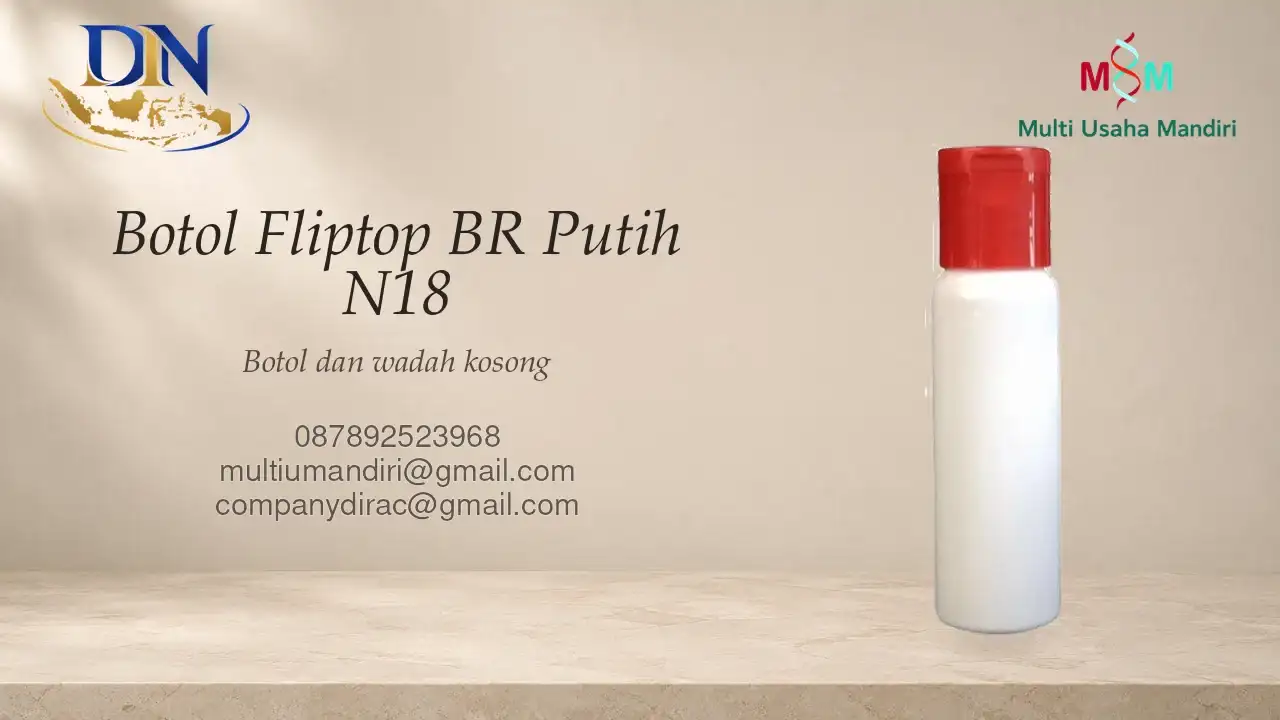 DN
M M
Multi Usaha Mandiri
Botol Fliptop BR Putih
N18
Botol dan wadah kosong
087892523968
multiumandiri@gmail.com
companydirac@gmail.com